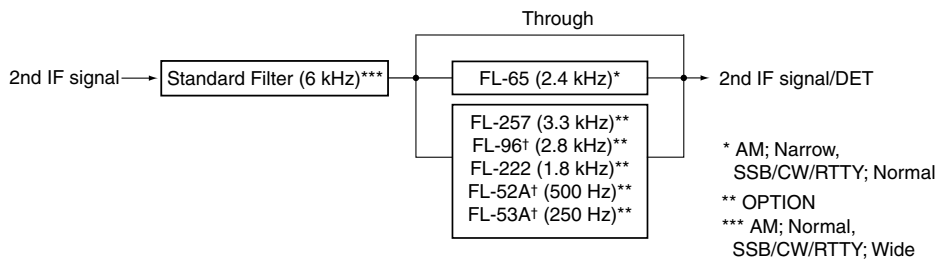 Through
2nd IF signal
Standard Filter (6 kHz)***
FL-65 (2.4 kHz)*
2nd IF signal/DET
FL-257 (3.3 kHz)**
FL-96† (2.8 kHz)**
FL-222 (1.8 kHz)**
FL-52A† (500 Hz)**
FL-53A† (250 Hz)**
* AM; Narrow,
SSB/CW/RTTY; Normal
** OPTION
*** AM; Normal,
SSB/CW/RTTY; Wide